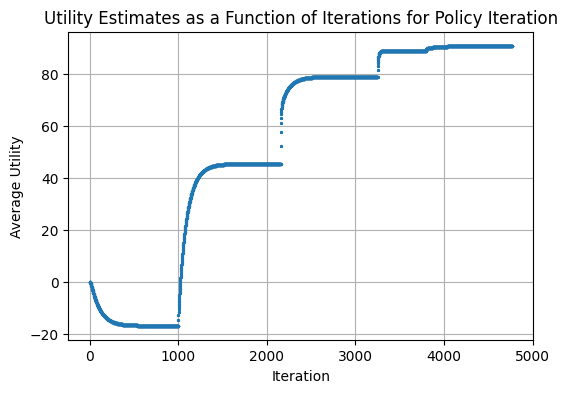 Utility Estimates as a Function of Iterations for Policy Iteration
Average Utility
80
60
40
20
0
−20
0 1000 2000 3000 4000 5000
Iteration